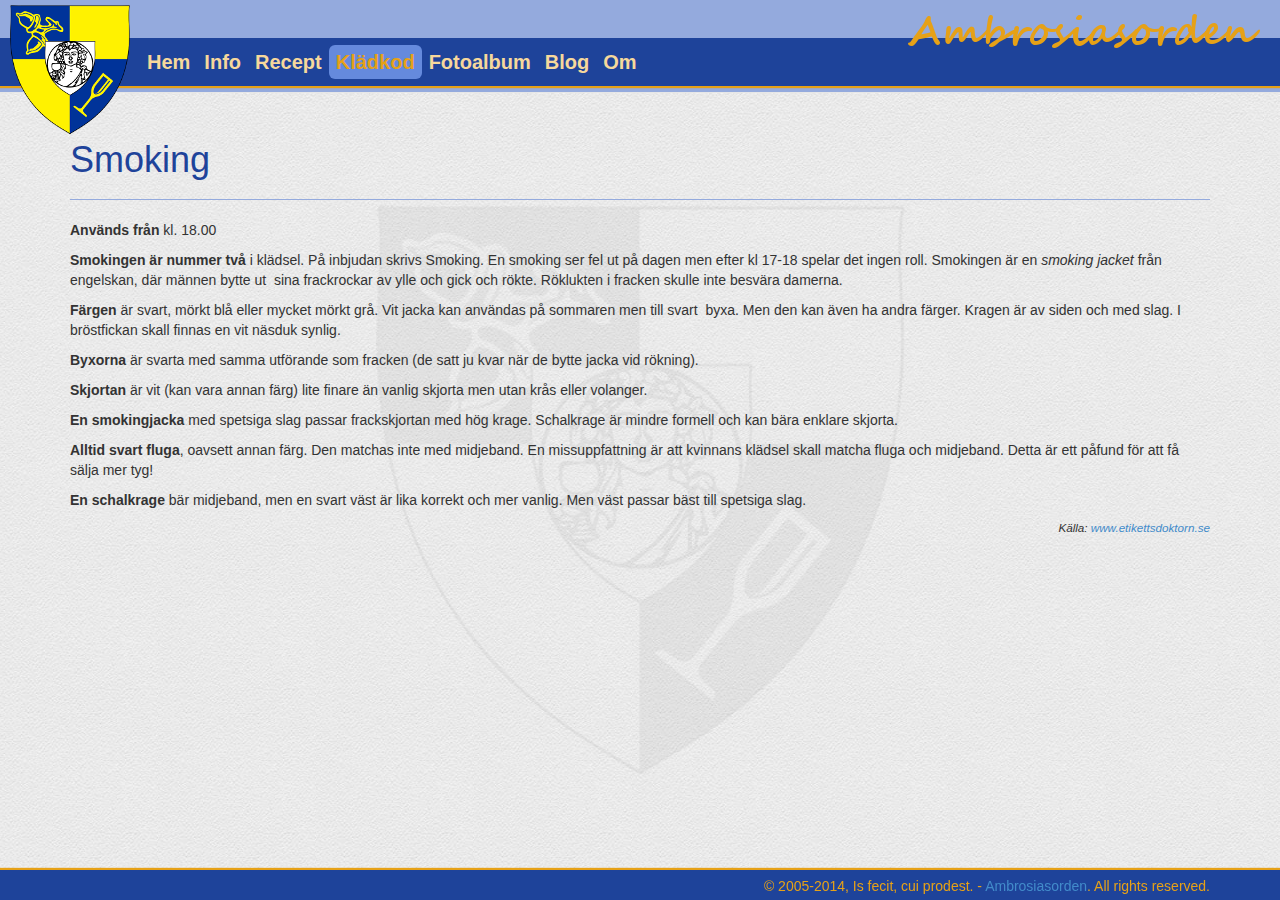 Ambrosiasorden
Hem Info Recept Klädkod Fotoalbum Blog Om
Smoking
Används från kl. 18.00
Smokingen är nummer två i klädsel. På inbjudan skrivs Smoking. En smoking ser fel ut på dagen men efter kl 17-18 spelar det ingen roll. Smokingen är en smoking jacket från
engelskan, där männen bytte ut  sina frackrockar av ylle och gick och rökte. Röklukten i fracken skulle inte besvära damerna.
Färgen är svart, mörkt blå eller mycket mörkt grå. Vit jacka kan användas på sommaren men till svart  byxa. Men den kan även ha andra färger. Kragen är av siden och med slag. I
bröstfickan skall finnas en vit näsduk synlig.
Byxorna är svarta med samma utförande som fracken (de satt ju kvar när de bytte jacka vid rökning).
Skjortan är vit (kan vara annan färg) lite finare än vanlig skjorta men utan krås eller volanger.
En smokingjacka med spetsiga slag passar frackskjortan med hög krage. Schalkrage är mindre formell och kan bära enklare skjorta.
Alltid svart fluga, oavsett annan färg. Den matchas inte med midjeband. En missuppfattning är att kvinnans klädsel skall matcha fluga och midjeband. Detta är ett påfund för att få
sälja mer tyg!
En schalkrage bär midjeband, men en svart väst är lika korrekt och mer vanlig. Men väst passar bäst till spetsiga slag.
Källa: www.etikettsdoktorn.se
© 2005-2014, Is fecit, cui prodest. - Ambrosiasorden. All rights reserved.